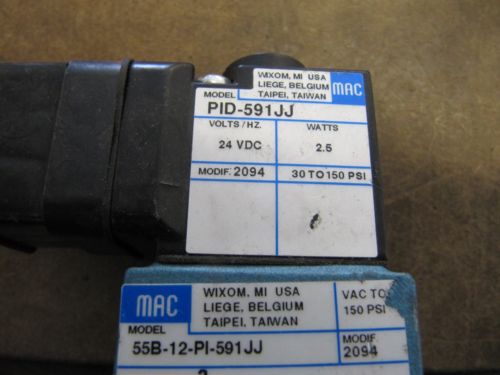 WIXOM, MI USA
LIEGE, BELGIUM
MODEL TAIPEI, TAIWAN MAC
PID-591JJ
VOLTS/HZ. WATTS
24 VDC 2.5
MODIF. 2094 30 TO 150 PSI
MAC WIXOM, MI USA VAC TO
LIEGE, BELGIUM 150 PSI
MODEL TAIPEI, TAIWAN MODIF.
55B-12-PI-591JJ 2094